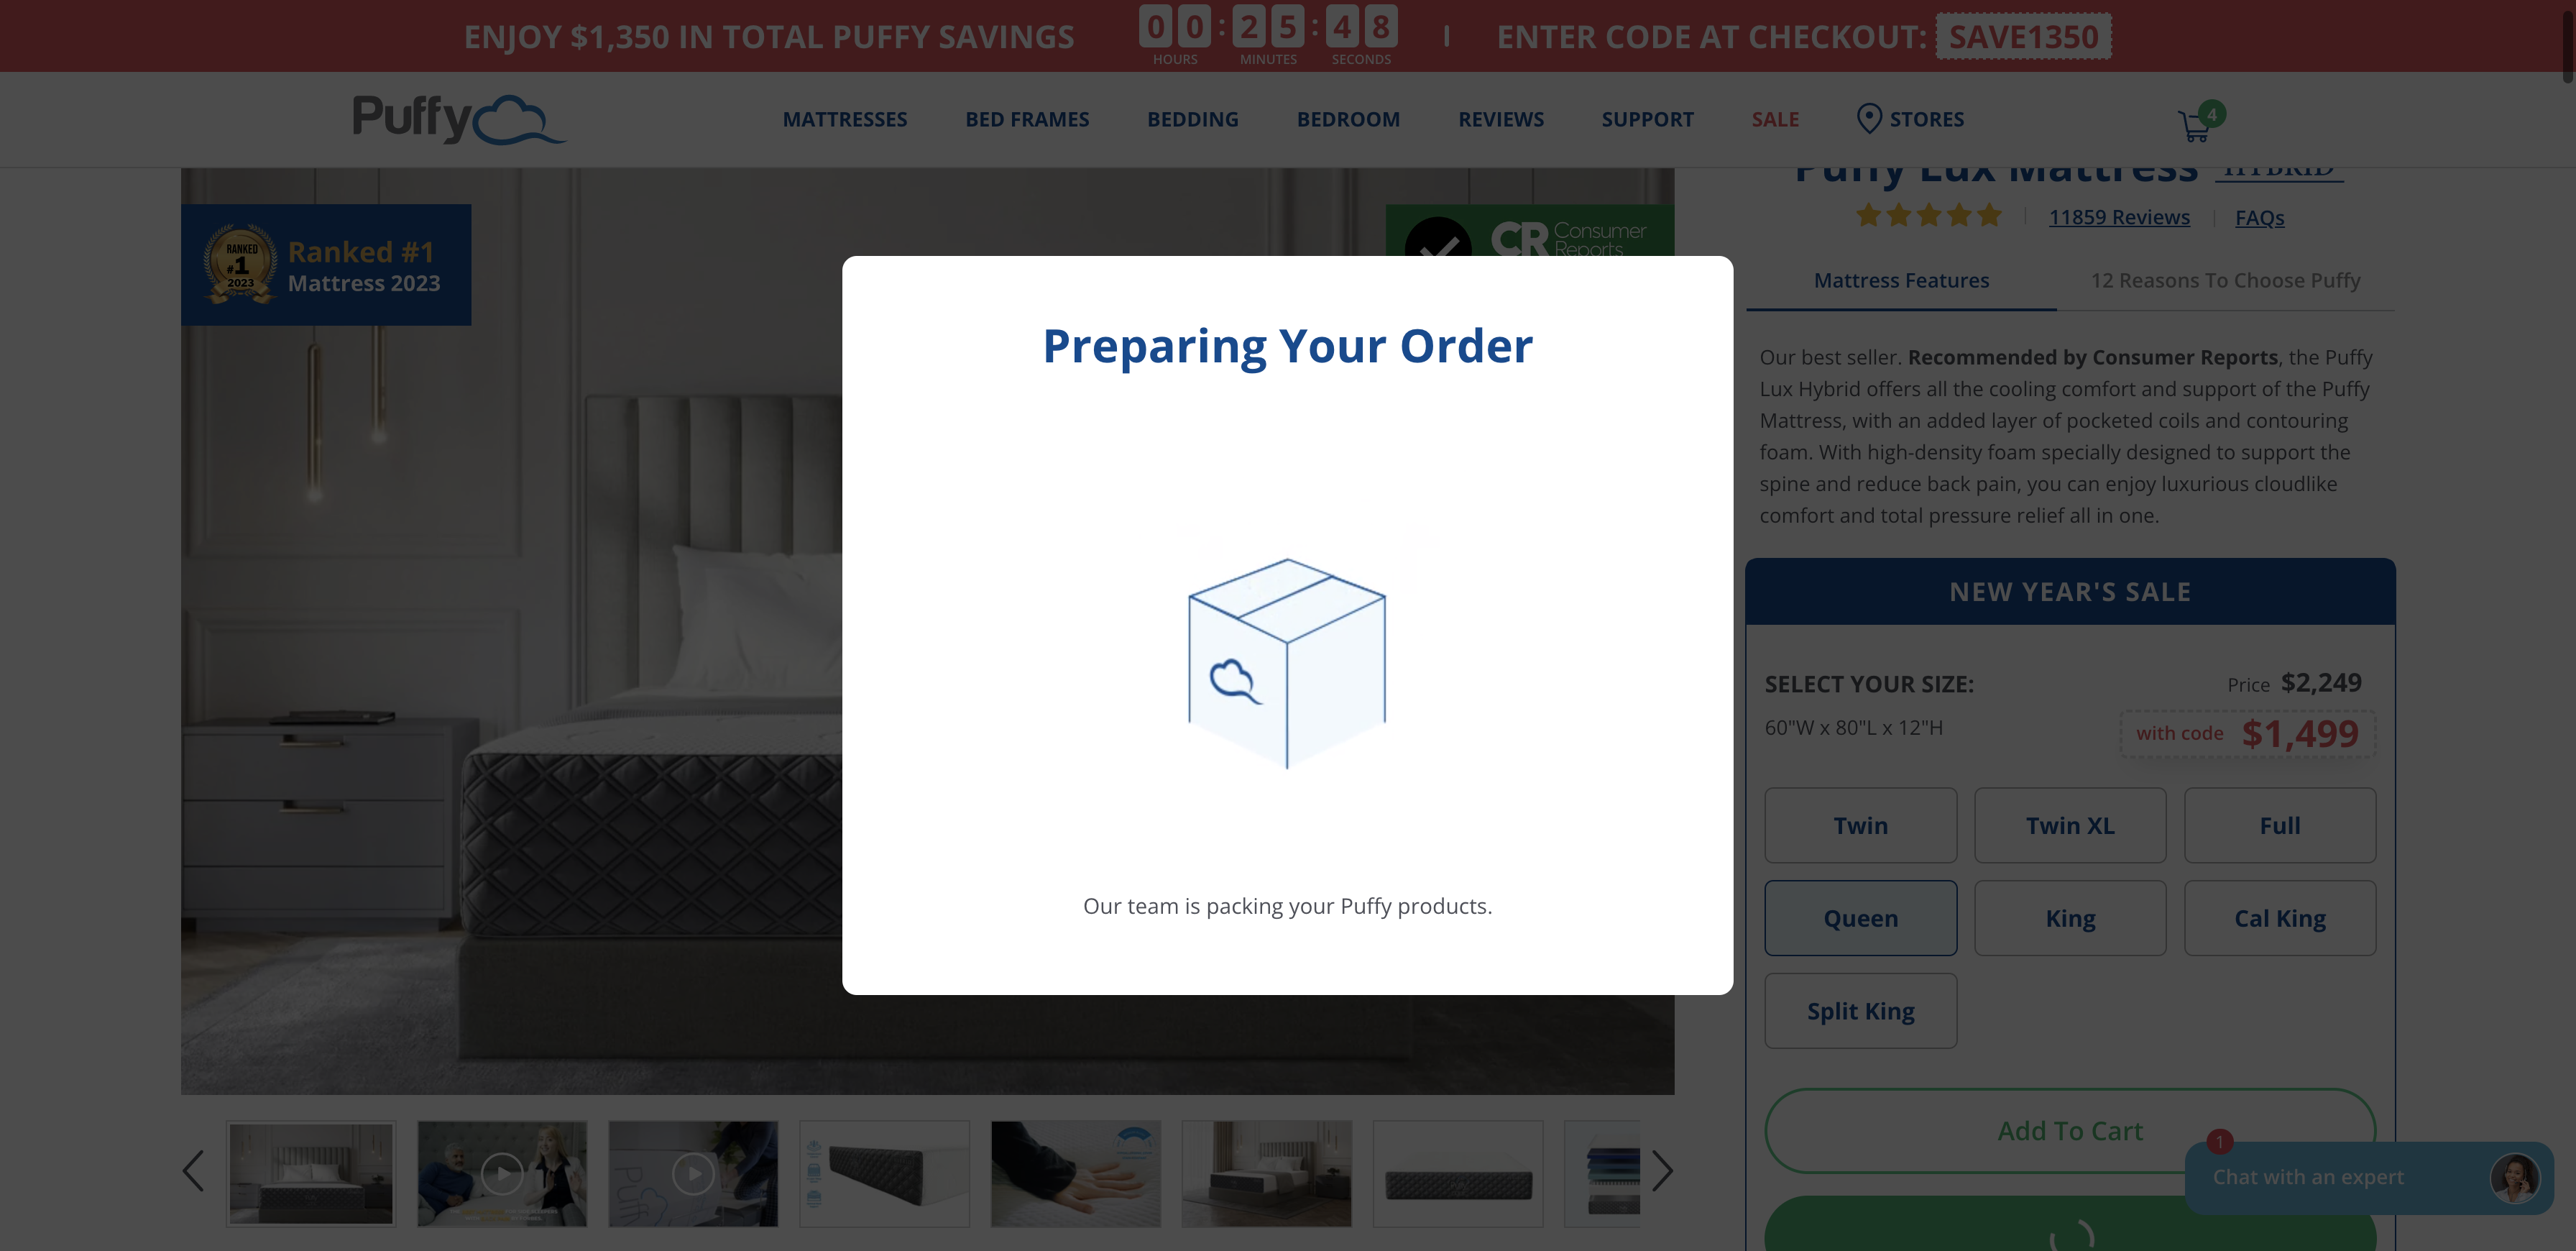 ENJOY $1,350 IN TOTAL PUFFY SAVINGS
00:25:48
HOURS MINUTES SECONDS
| ENTER CODE AT CHECKOUT: SAVE1350
Puffy
MATTRESSES BED FRAMES BEDDING BEDROOM REVIEWS SUPPORT SALE STORES
4
Puffy Lux Mattress HYBRID
11859 Reviews | FAQs
RANKED
#1
2023
Ranked #1
Mattress 2023
CR Consumer
Reports
Mattress Features
12 Reasons To Choose Puffy
Our best seller. Recommended by Consumer Reports, the Puffy
Lux Hybrid offers all the cooling comfort and support of the Puffy
Mattress, with an added layer of pocketed coils and contouring
foam. With high-density foam specially designed to support the
spine and reduce back pain, you can enjoy luxurious cloudlike
comfort and total pressure relief all in one.
Preparing Your Order
Our team is packing your Puffy products.
NEW YEAR'S SALE
SELECT YOUR SIZE:
Price $2,249
60"W x 80"L x 12"H
with code $1,499
Twin
Twin XL
Full
Queen
King
Cal King
Split King
Add To Cart
1
Chat with an expert